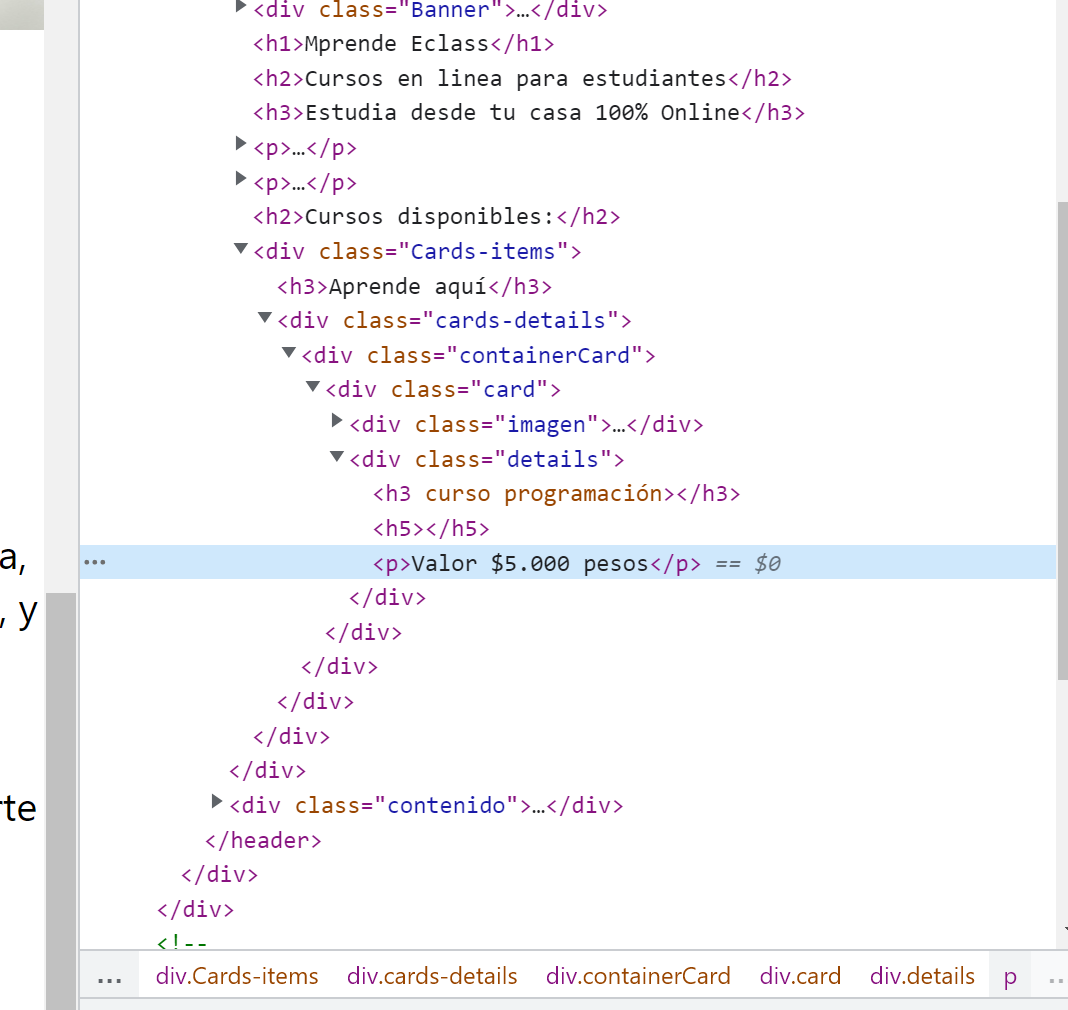 <div class="Banner">…</div>
<h1>Mprende Eclass</h1>
<h2>Cursos en linea para estudiantes</h2>
<h3>Estudia desde tu casa 100% Online</h3>
<p>…</p>
<p>…</p>
<h2>Cursos disponibles:</h2>
<div class="Cards-items">
<h3>Aprende aquí</h3>
<div class="cards-details">
<div class="containerCard">
<div class="card">
<div class="imagen">…</div>
<div class="details">
<h3 curso programación></h3>
<h5></h5>
a,
... <p>Valor $5.000 pesos</p> == $0
</div>
, y
</div>
</div>
</div>
</div>
</div>
rte
<div class="contenido">…</div>
</header>
</div>
</div>
<!--
... div.Cards-items div.cards-details div.containerCard div.card div.details p ..